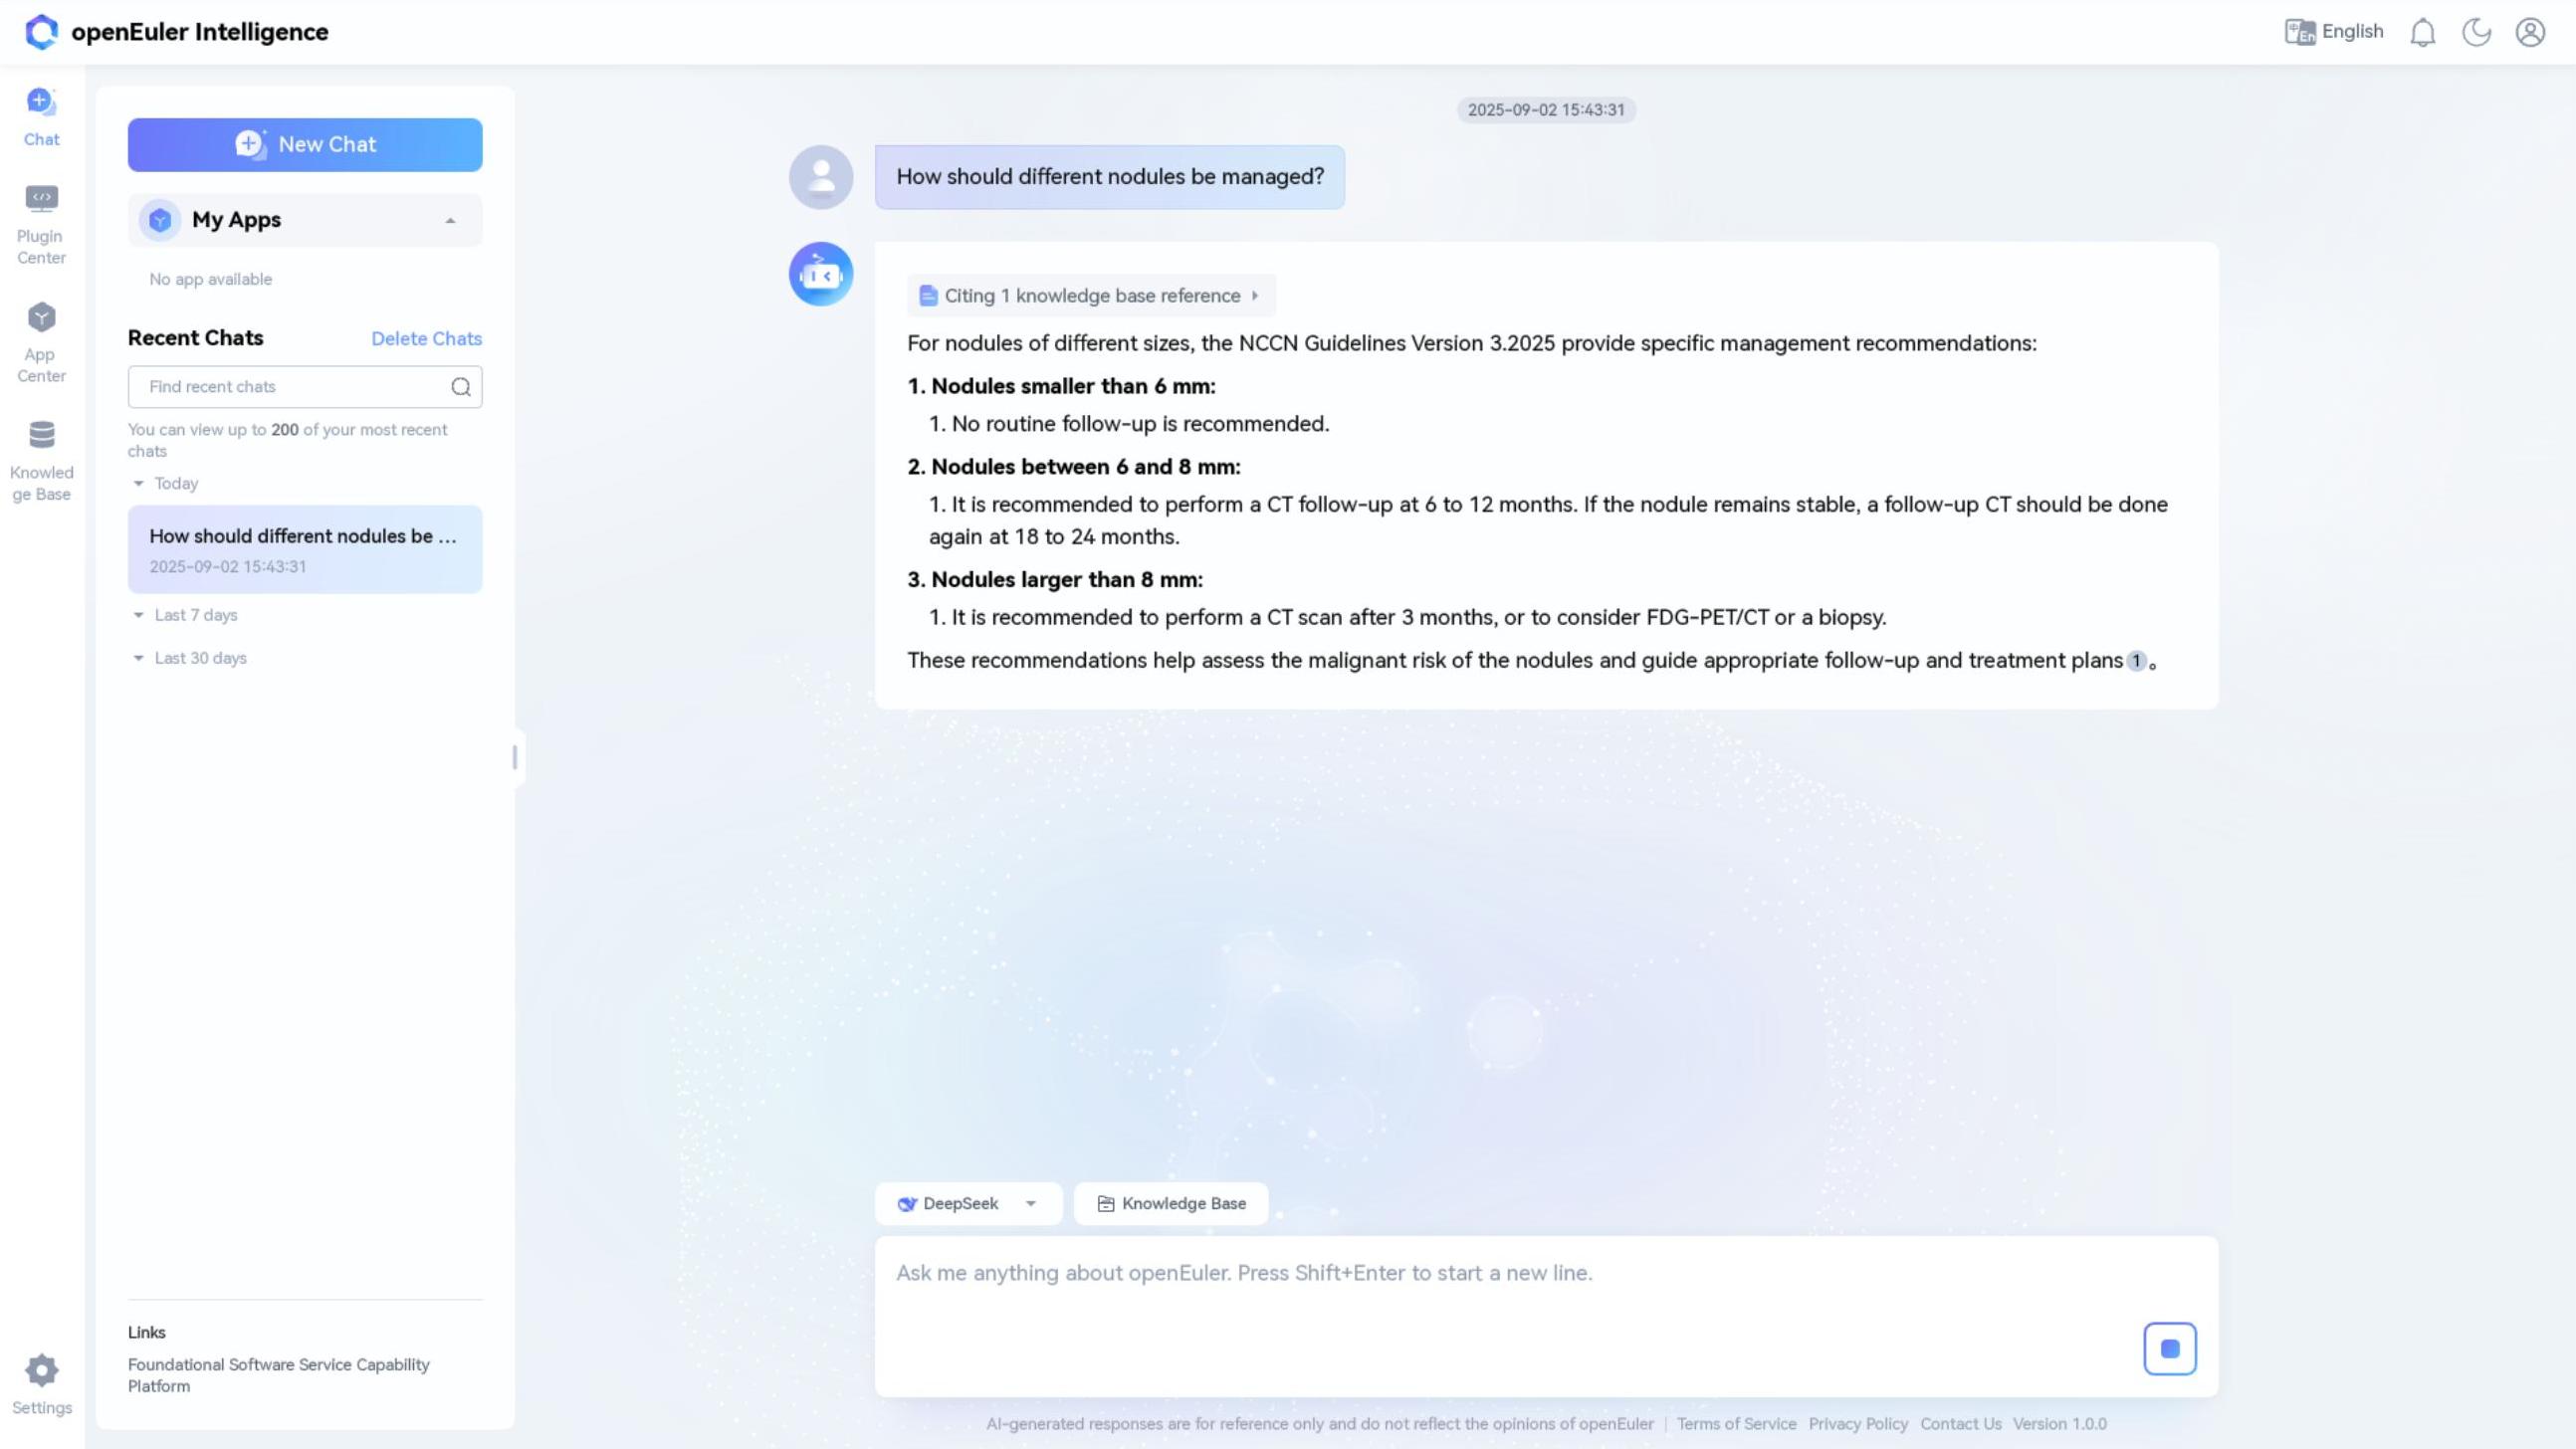 openEuler Intelligence
English
Chat
Plugin
Center
App
Center
Knowled
ge Base
Settings
New Chat
My Apps
No app available
Recent Chats
Delete Chats
Find recent chats
You can view up to 200 of your most recent
chats
Today
How should different nodules be ...
2025-09-02 15:43:31
Last 7 days
Last 30 days
Links
Foundational Software Service Capability
Platform
2025-09-02 15:43:31
How should different nodules be managed?
Citing 1 knowledge base reference
For nodules of different sizes, the NCCN Guidelines Version 3.2025 provide specific management recommendations:
1. Nodules smaller than 6 mm:
1. No routine follow-up is recommended.
2. Nodules between 6 and 8 mm:
1. It is recommended to perform a CT follow-up at 6 to 12 months. If the nodule remains stable, a follow-up CT should be done
again at 18 to 24 months.
3. Nodules larger than 8 mm:
1. It is recommended to perform a CT scan after 3 months, or to consider FDG-PET/CT or a biopsy.
These recommendations help assess the malignant risk of the nodules and guide appropriate follow-up and treatment plans 1 。
DeepSeek
Knowledge Base
Ask me anything about openEuler. Press Shift+Enter to start a new line.
AI-generated responses are for reference only and do not reflect the opinions of openEuler | Terms of Service Privacy Policy Contact Us Version 1.0.0